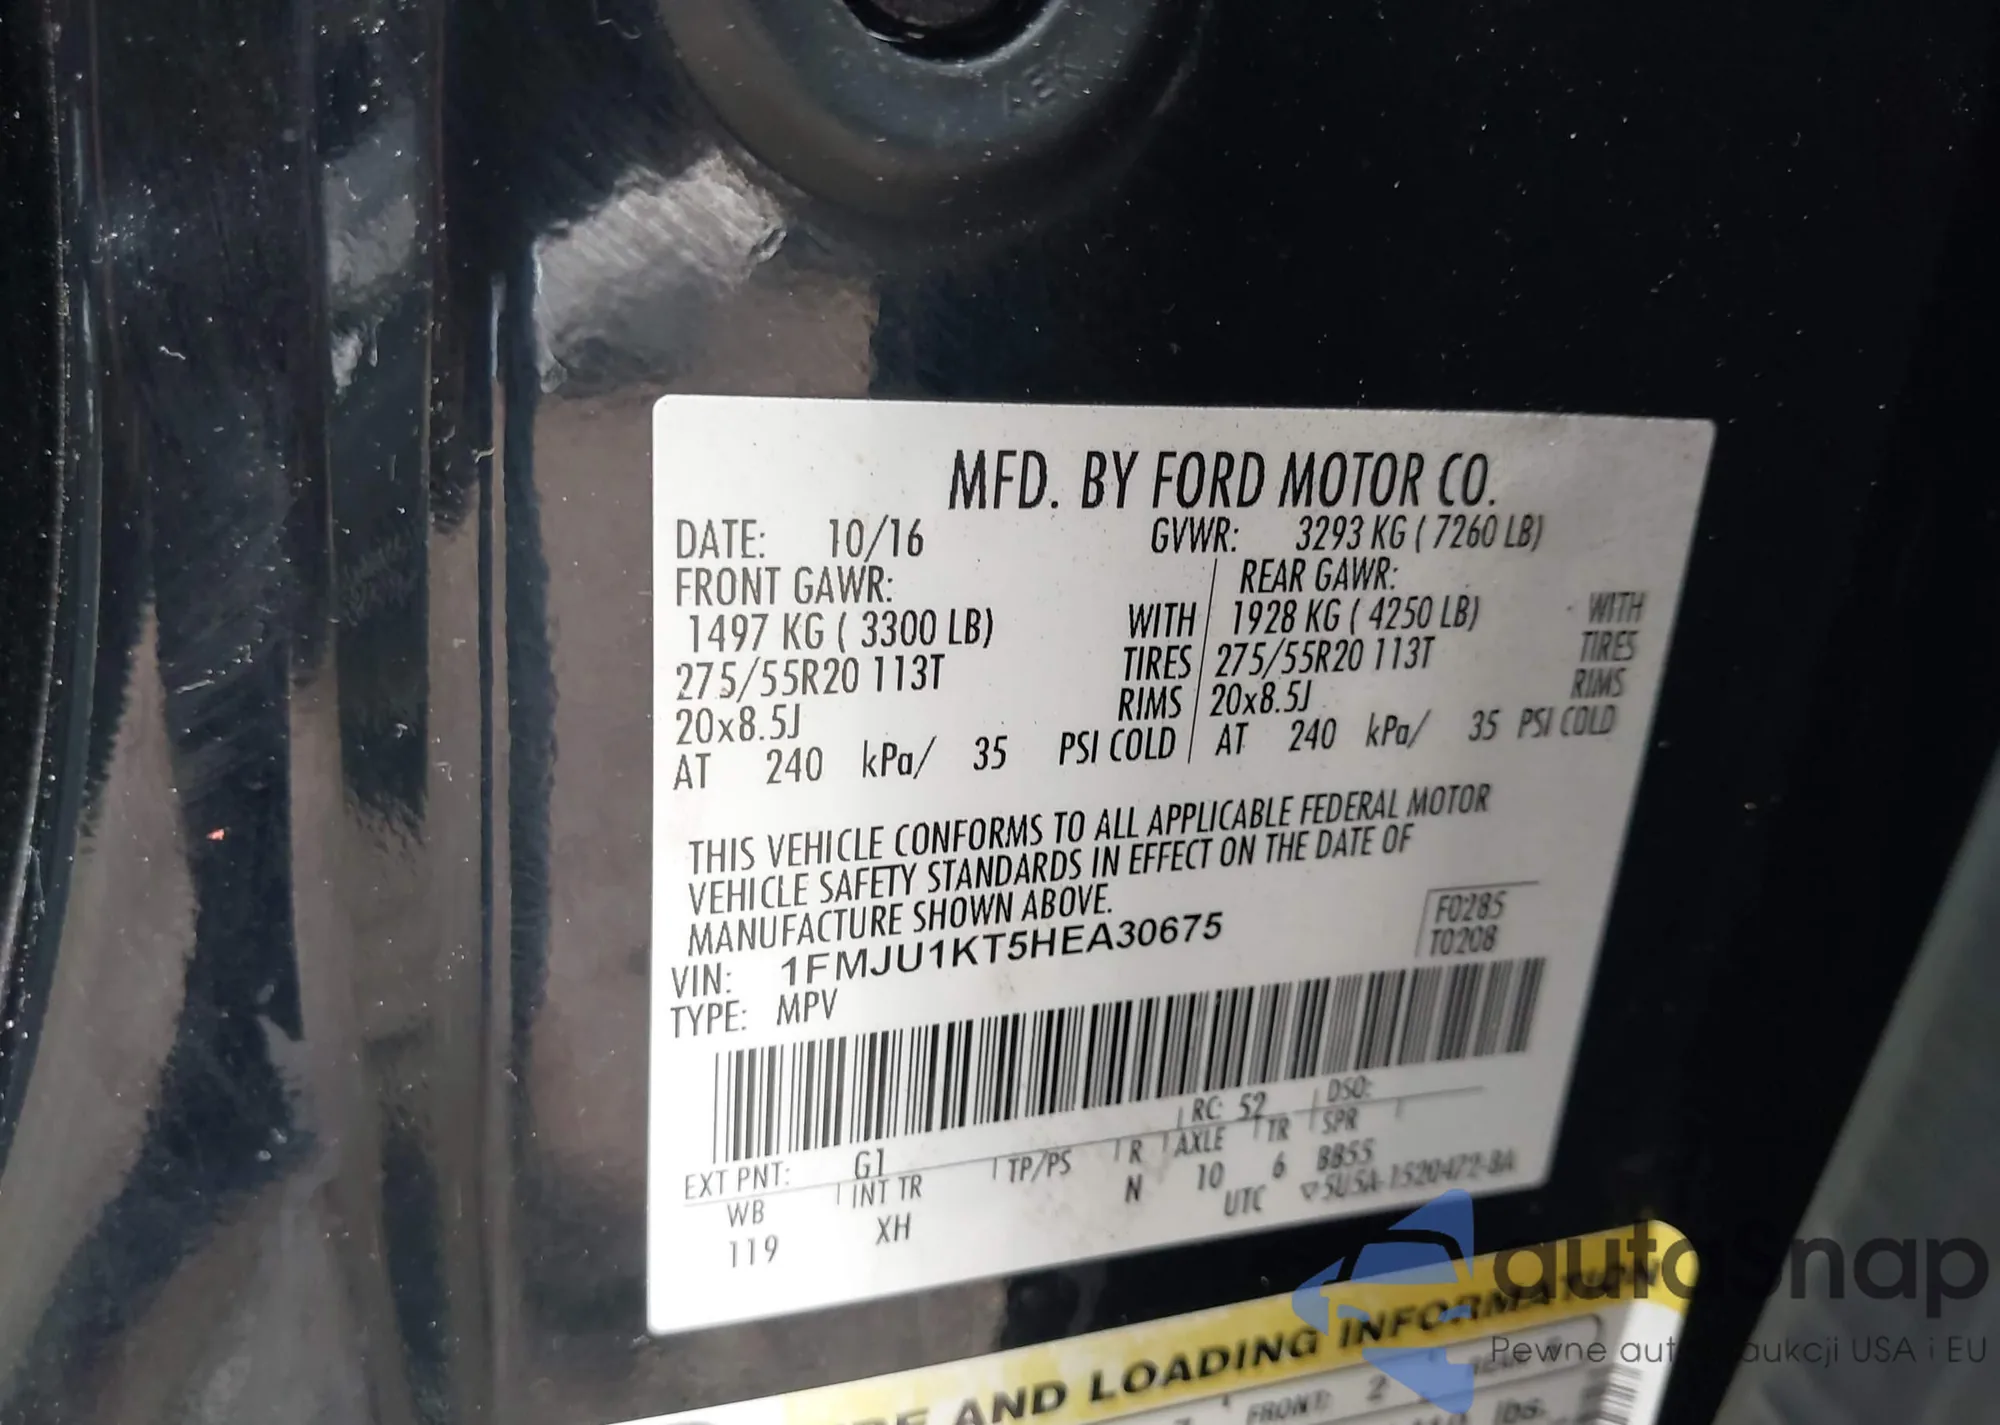 MFD. BY FORD MOTOR CO.
DATE: 10/16 GVWR: 3293 KG ( 7260 LB)
FRONT GAWR: REAR GAWR:
1497 KG ( 3300 LB) WITH 1928 KG ( 4250 LB) WITH
275/55R20 113T TIRES 275/55R20 113T TIRES
20x8.5J RIMS 20x8.5J RIMS
AT 240 kPa/ 35 PSI COLD AT 240 kPa/ 35 PSI COLD
THIS VEHICLE CONFORMS TO ALL APPLICABLE FEDERAL MOTOR
VEHICLE SAFETY STANDARDS IN EFFECT ON THE DATE OF
MANUFACTURE SHOWN ABOVE.
VIN: 1FMJU1KT5HEA30675
F0285
T0208
TYPE: MPV
EXT PNT: G1 RC: 52 DSO:
WB INT TR TP/PS R AXLE TR SPR
119 XH N 10 6 BB55
UTC ▽5U5A-1520472-BA
AND LOADING INFORMATION
FRONT: 2
autosnap
Pewne aut aukcji USA i EU